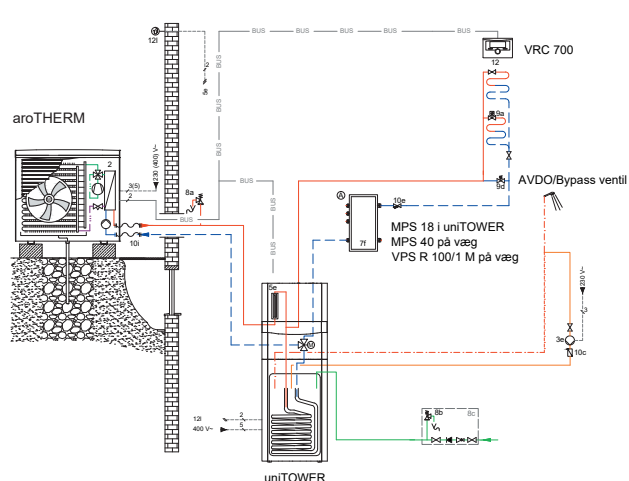 12l
BUS
BUS
BUS
BUS
VRC 700
12
2
5e
BUS
BUS
9a
aroTHERM
230 (400) V~
2
3(5)
2
8a
BUS
BUS
BUS
9d
AVDO/Bypass ventil
A
10e
7f
MPS 18 i uniTOWER
MPS 40 på væg
VPS R 100/1 M på væg
10i
BUS
230 V~
3
5e
M
3e
10c
12l
2
400 V~
5
8b
8c
uniTOWER